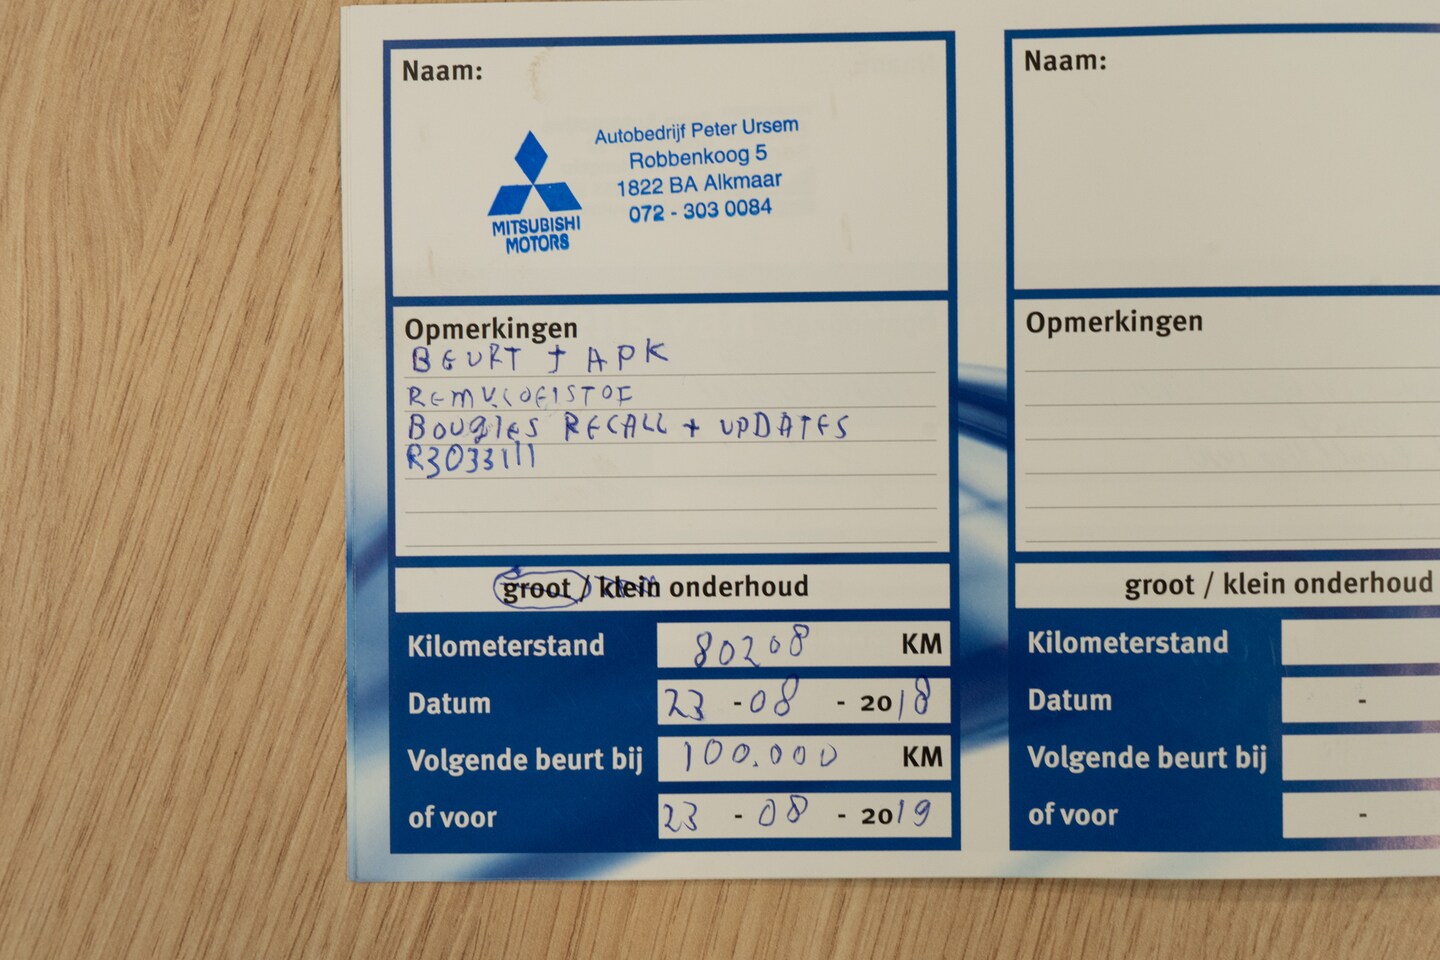 Naam:
MITSUBISHI
MOTORS
Autobedrijf Peter Ursem
Robbenkoog 5
1822 BA Alkmaar
072 - 303 0084
Opmerkingen
BEURT + APK
REMVLOEISTOF
BOUGIES RECALL + UPDATES
R3033111
groot / klein onderhoud
Kilometerstand 80208 KM
Datum 23 - 08 - 2018
Volgende beurt bij 100.000 KM
of voor 23 - 08 - 2019
Naam:
Opmerkingen
groot / klein onderhoud
Kilometerstand
Datum -
Volgende beurt bij
of voor -